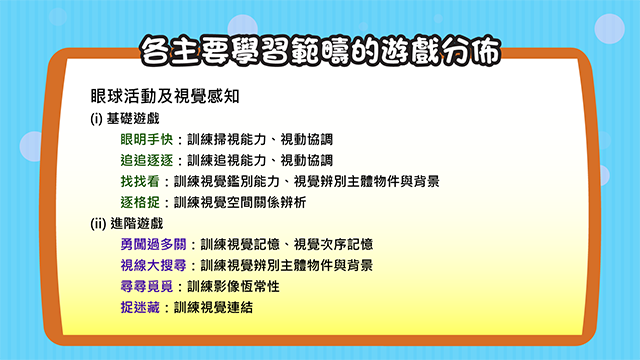 各主要學習範疇的遊戲分佈
眼球活動及視覺感知
(i) 基礎遊戲
眼明手快：訓練掃視能力、視動協調
追追逐逐：訓練追視能力、視動協調
找找看：訓練視覺鑑別能力、視覺辨別主體物件與背景
逐格捉：訓練視覺空間關係辨析
(ii) 進階遊戲
勇闖過多關：訓練視覺記憶、視覺次序記憶
視線大搜尋：訓練視覺辨別主體物件與背景
尋尋覓覓：訓練影像恆常性
捉迷藏：訓練視覺連結